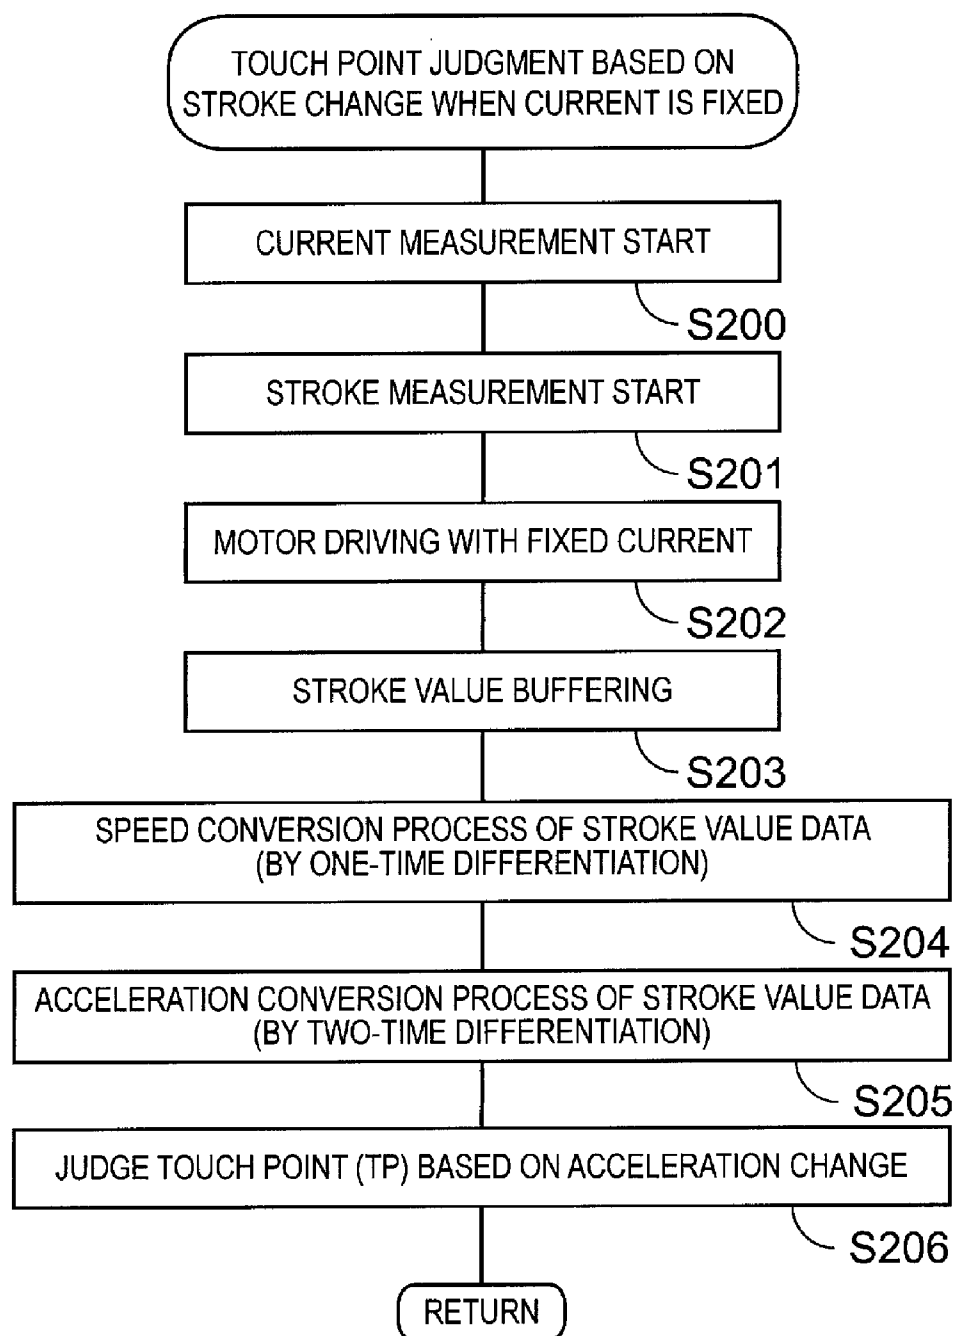 TOUCH POINT JUDGMENT BASED ON
STROKE CHANGE WHEN CURRENT IS FIXED
CURRENT MEASUREMENT START
S200
STROKE MEASUREMENT START
S201
MOTOR DRIVING WITH FIXED CURRENT
S202
STROKE VALUE BUFFERING
S203
SPEED CONVERSION PROCESS OF STROKE VALUE DATA
(BY ONE-TIME DIFFERENTIATION)
S204
ACCELERATION CONVERSION PROCESS OF STROKE VALUE DATA
(BY TWO-TIME DIFFERENTIATION)
S205
JUDGE TOUCH POINT (TP) BASED ON ACCELERATION CHANGE
S206
RETURN